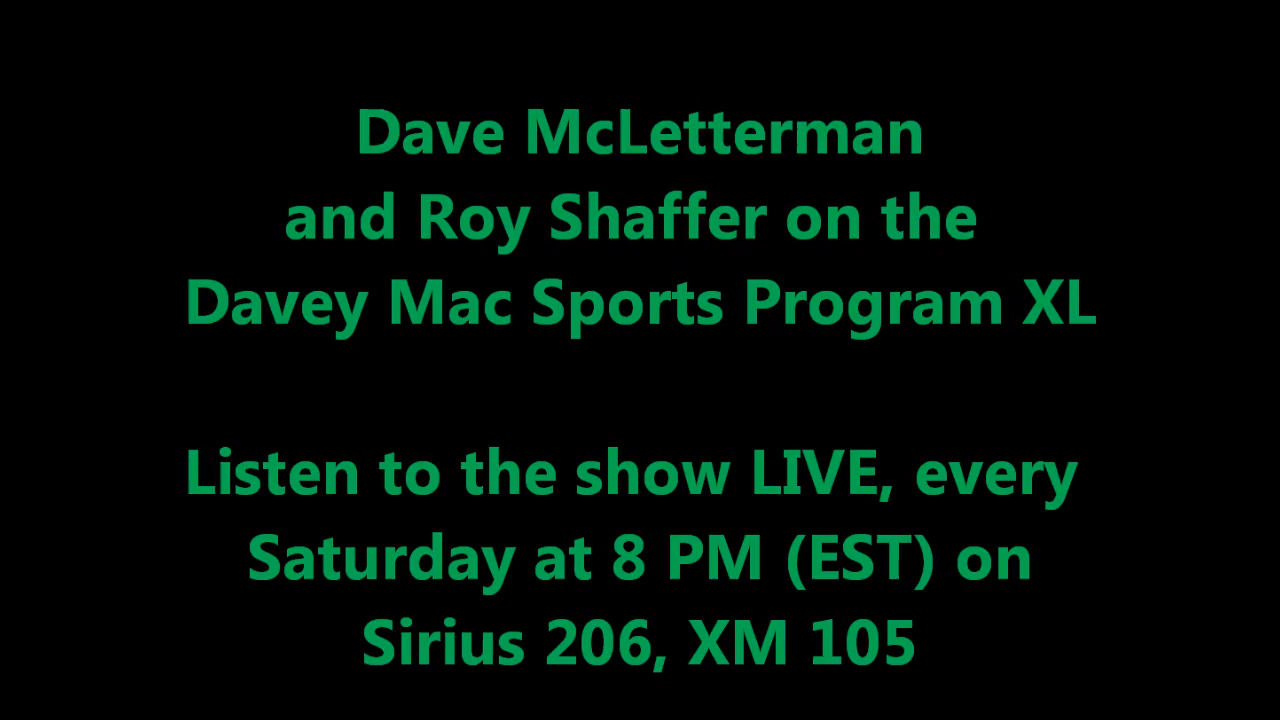 Dave McLetterman
and Roy Shaffer on the
Davey Mac Sports Program XL
Listen to the show LIVE, every
Saturday at 8 PM (EST) on
Sirius 206, XM 105